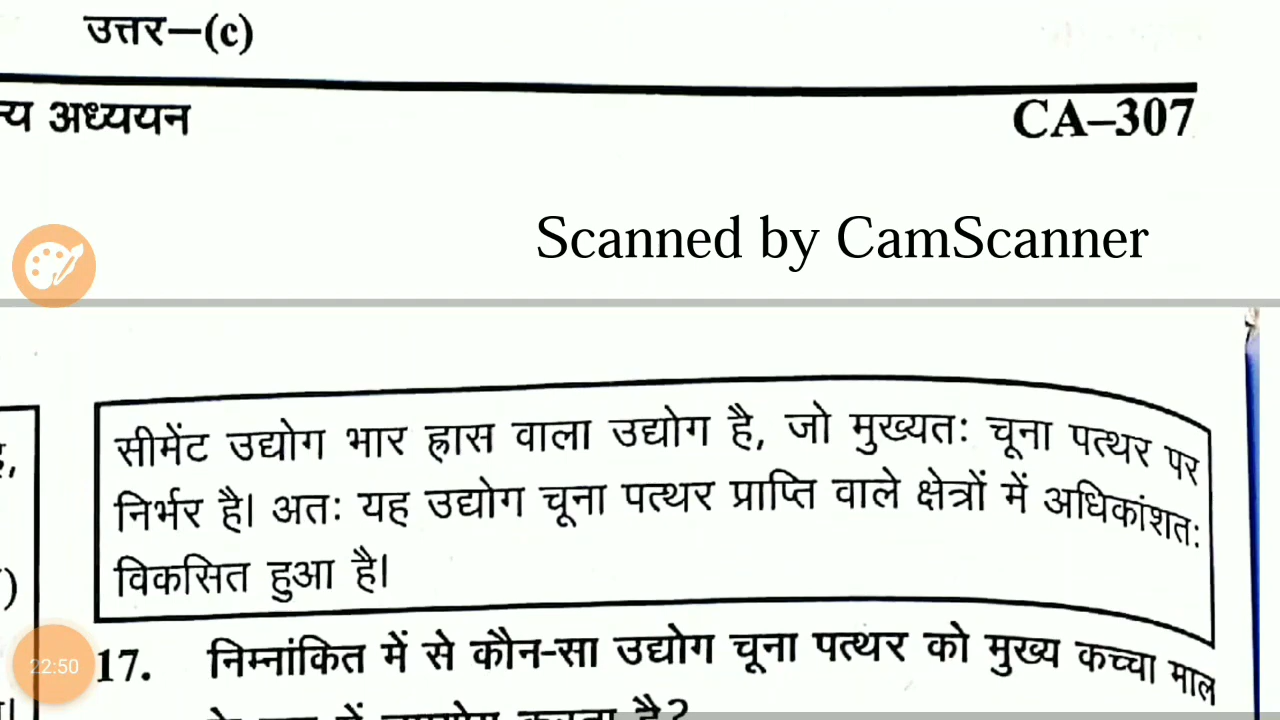 उत्तर–(c)
अध्ययन
CA–307
Scanned by CamScanner
सीमेंट उद्योग भार ह्रास वाला उद्योग है, जो मुख्यतः चूना पत्थर पर
निर्भर है। अतः यह उद्योग चूना पत्थर प्राप्ति वाले क्षेत्रों में अधिकांशतः
विकसित हुआ है।
22:50
17. निम्नांकित में से कौन-सा उद्योग चूना पत्थर को मुख्य कच्चा माल